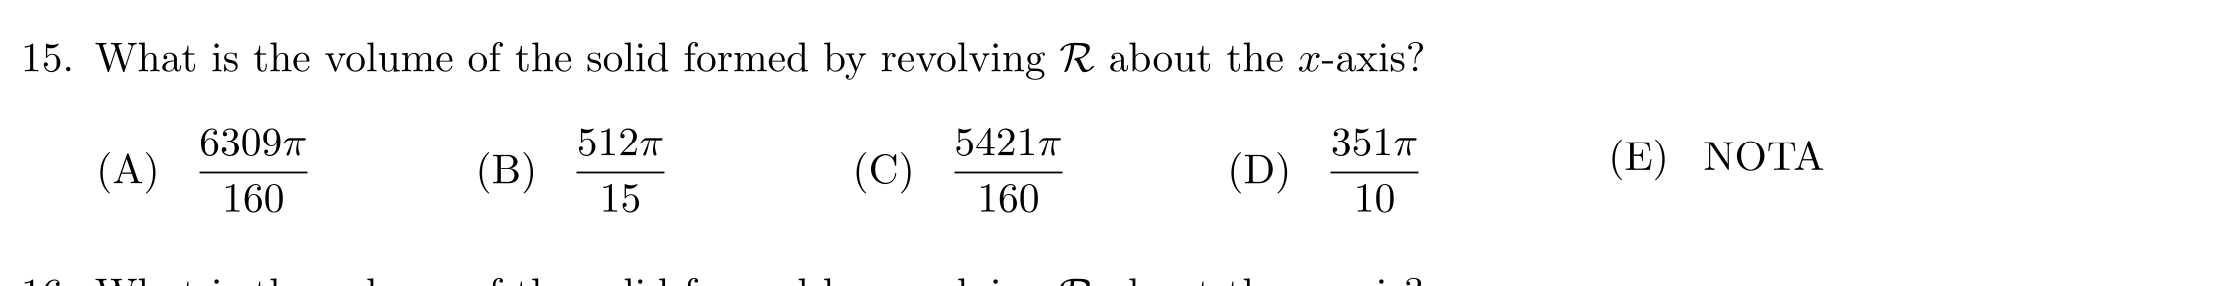 15. What is the volume of the solid formed by revolving ℛ about the x-axis?
(A) 6309π/160 (B) 512π/15 (C) 5421π/160 (D) 351π/10 (E) NOTA